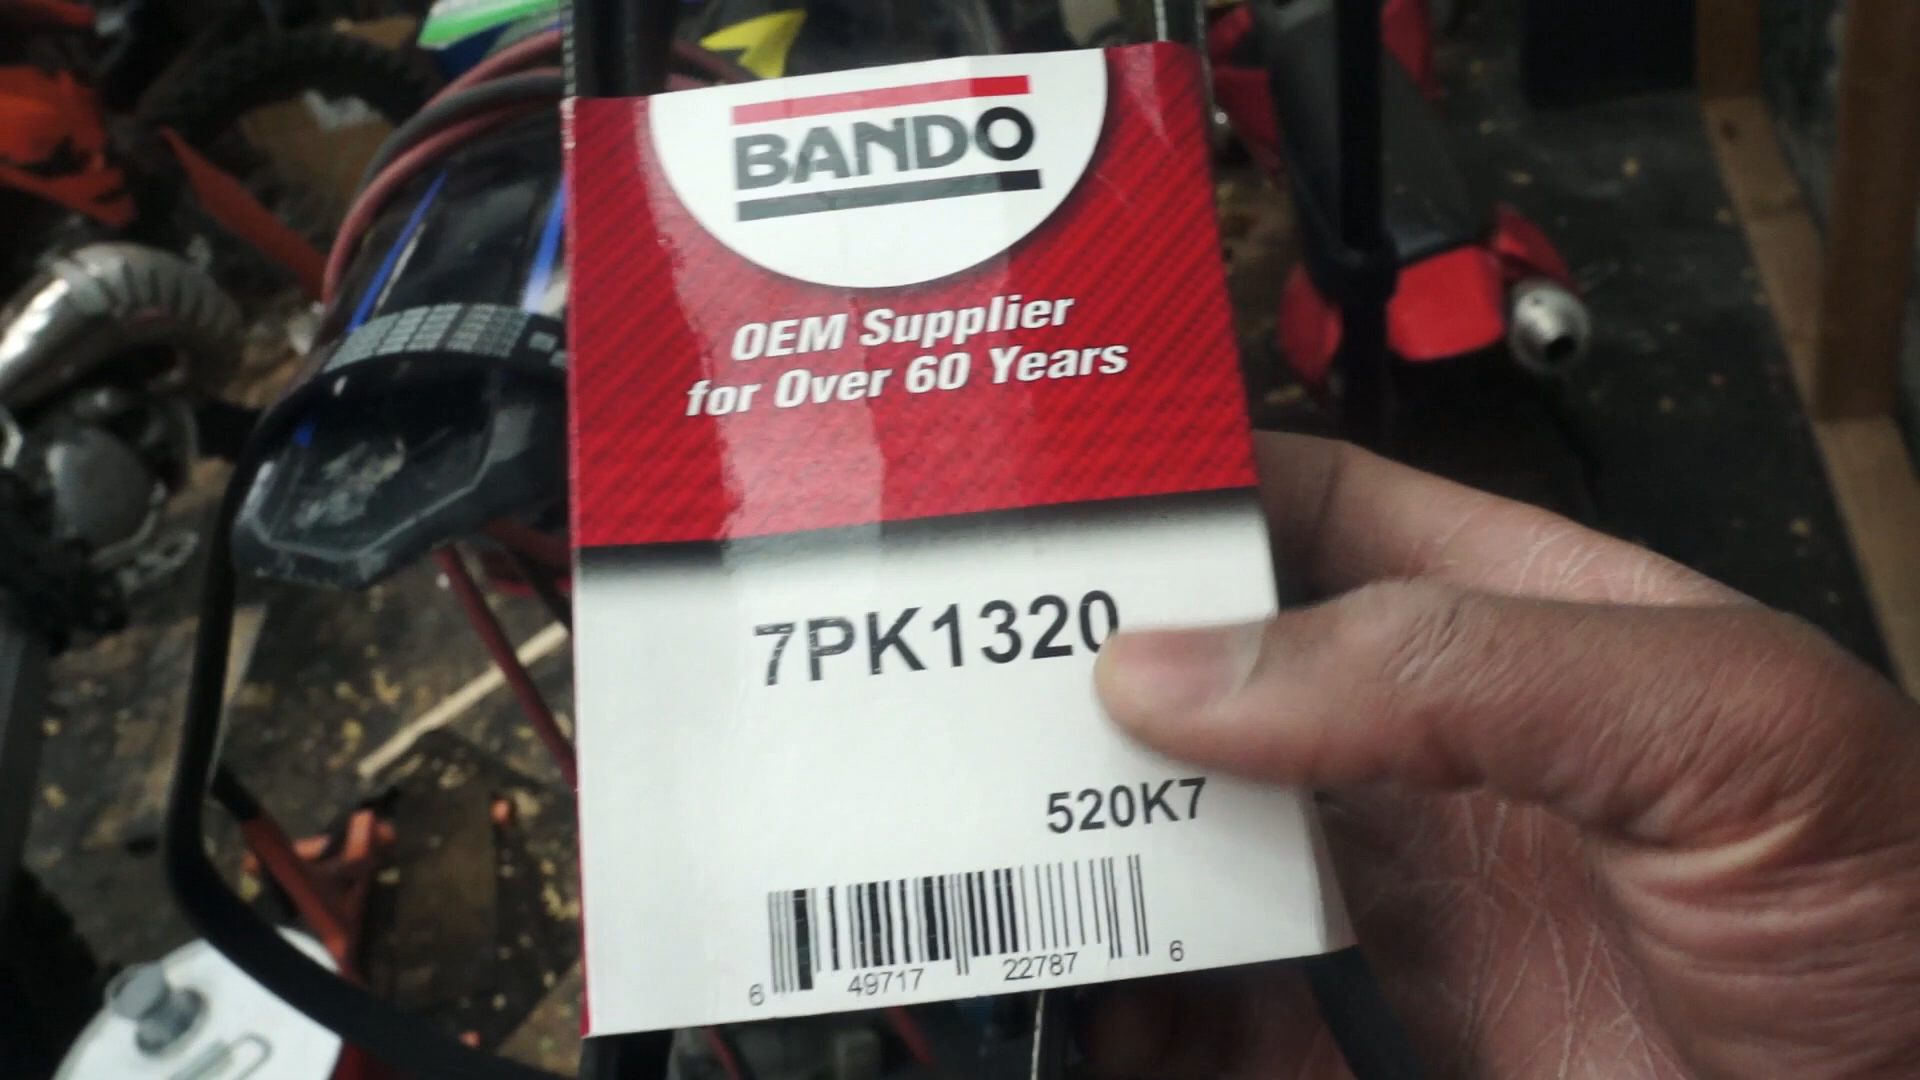 BANDO
OEM Supplier
for Over 60 Years
7PK1320
520K7
6 49717 22787 6